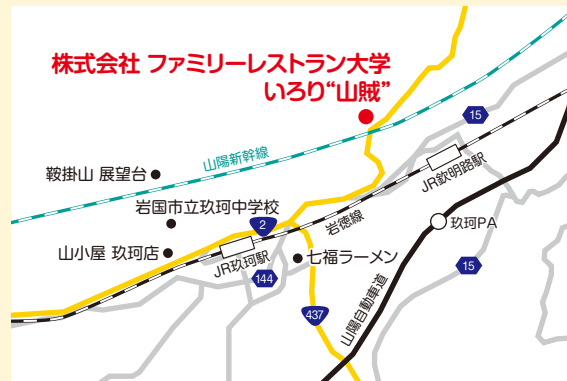 株式会社 ファミリーレストラン大学
いろり“山賊”
15
山陽新幹線
JR欽明路駅
鞍掛山 展望台
岩国市立玖珂中学校
2
岩徳線
玖珂PA
山小屋 玖珂店
JR玖珂駅
七福ラーメン
15
144
437
山陽自動車道